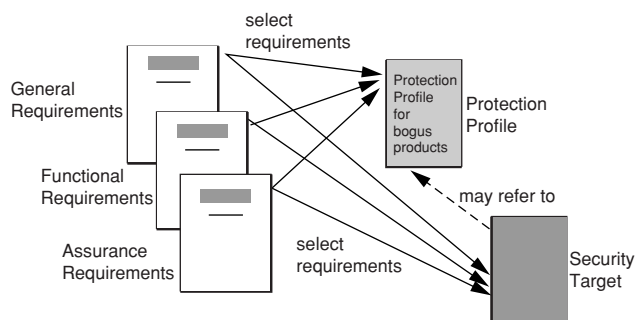 select
requirements
General
Requirements
Protection
Profile
for
bogus
products
Protection
Profile
Functional
Requirements
may refer to
Assurance
Requirements
select
requirements
Security
Target